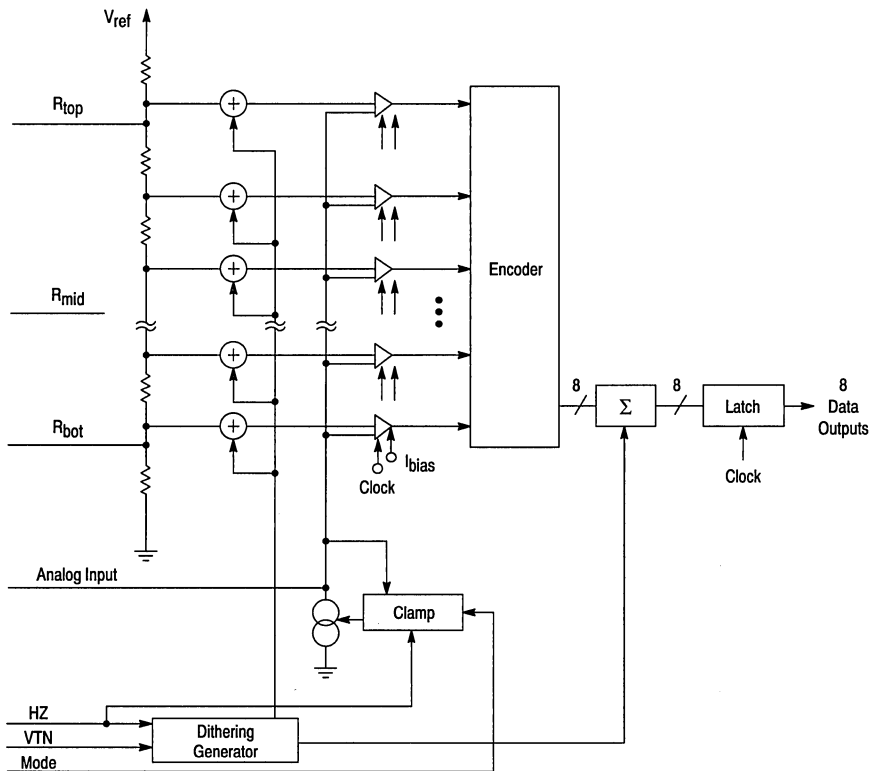 Vref
Rtop
+
+
+
Encoder
Rmid
+
8
8
8
Σ
Latch
Data
Outputs
+
Rbot
Ibias
Clock
Clock
Analog Input
Clamp
HZ
Dithering
Generator
VTN
Mode